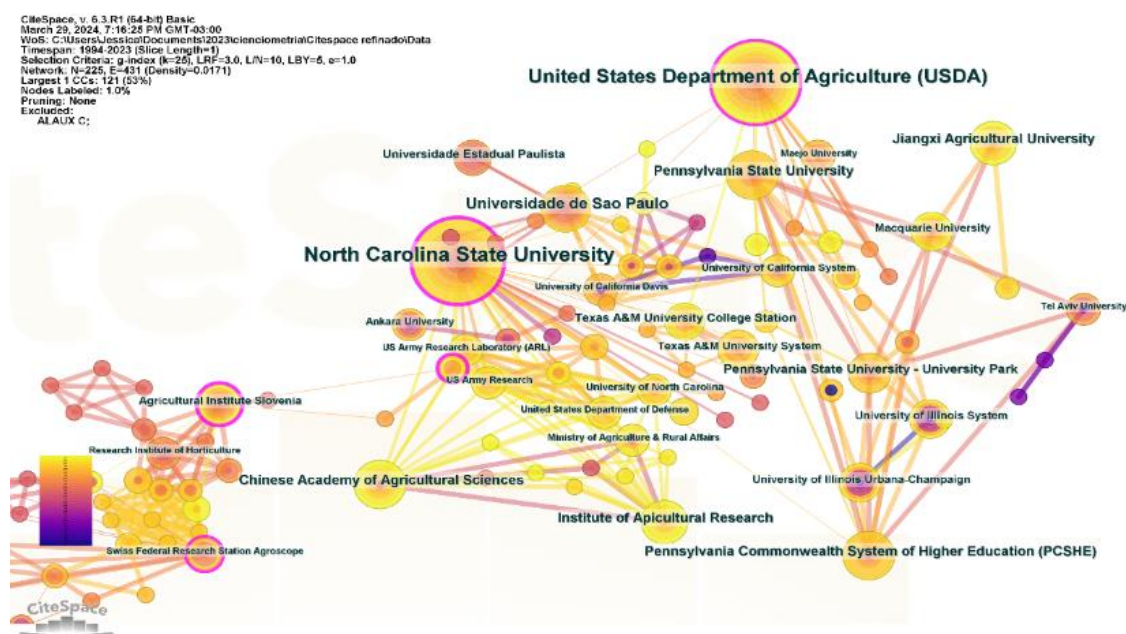 CiteSpace, v. 6.3.R1 (64-bit) Basic
March 29, 2024, 7:16:25 PM GMT-03:00
WoS: C:\Users\Jessica\Documents\2023\cienciometria\Citespace refinado\Data
Timespan: 1994-2023 (Slice Length=1)
Selection Criteria: g-index (k=25), LRF=3.0, L/N=10, LBY=5, e=1.0
Network: N=225, E=431 (Density=0.0171)
Largest 1 CCs: 121 (53%)
Nodes Labeled: 1.0%
Pruning: None
Excluded:
ALAUX C;
United States Department of Agriculture (USDA)
Jiangxi Agricultural University
Universidade Estadual Paulista
Maejo University
Pennsylvania State University
Universidade de Sao Paulo
Macquarie University
North Carolina State University
University of California System
University of California Davis
Tel Aviv University
Ankara University
Texas A&M University College Station
US Army Research Laboratory (ARL)
Texas A&M University System
Pennsylvania State University - University Park
US Army Research
University of North Carolina
Agricultural Institute Slovenia
United States Department of Defense
University of Illinois System
Ministry of Agriculture & Rural Affairs
Research Institute of Horticulture
Chinese Academy of Agricultural Sciences
University of Illinois Urbana-Champaign
Institute of Apicultural Research
Swiss Federal Research Station Agroscope
Pennsylvania Commonwealth System of Higher Education (PCSHE)
CiteSpace